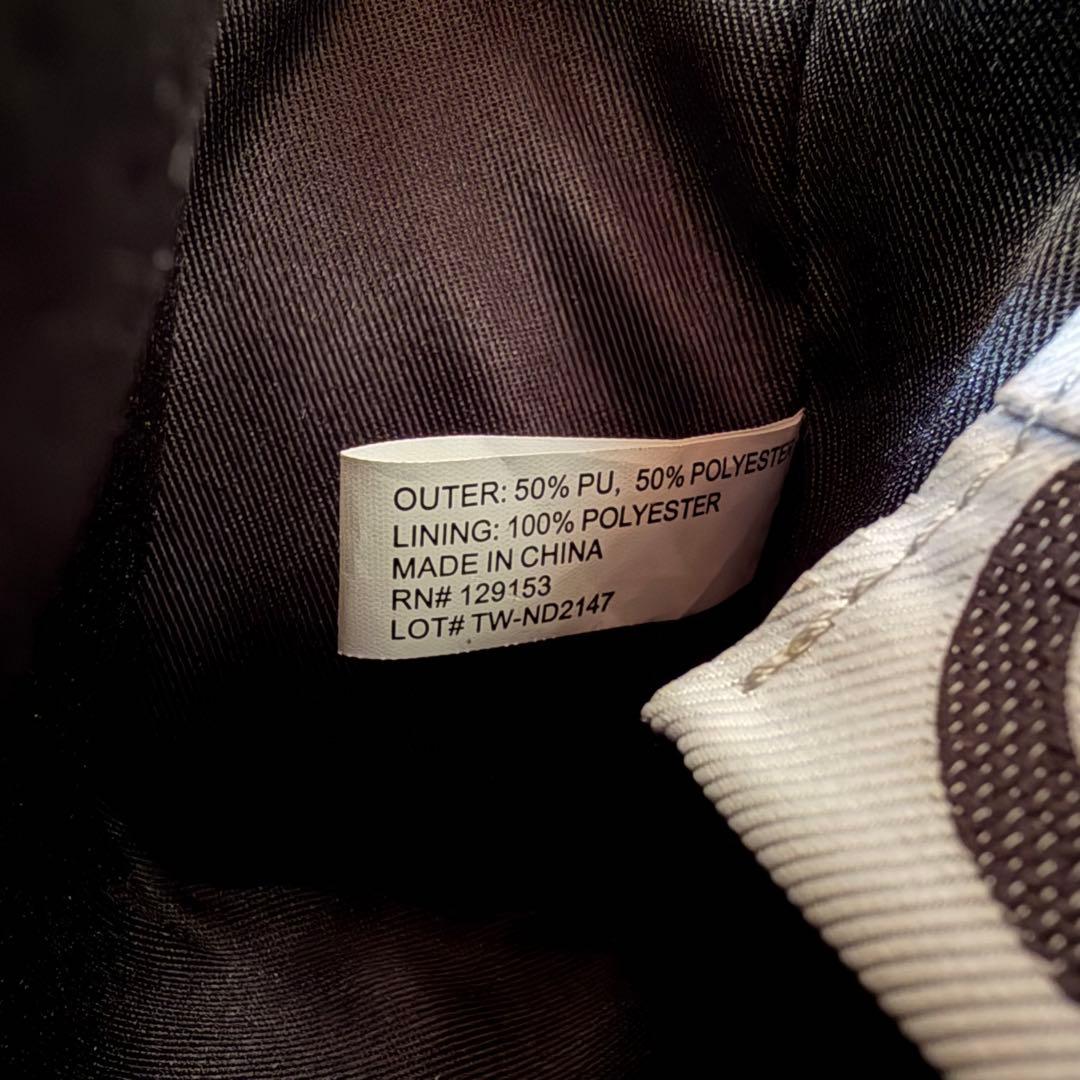 OUTER: 50% PU, 50% POLYESTER
LINING: 100% POLYESTER
MADE IN CHINA
RN# 129153
LOT# TW-ND2147